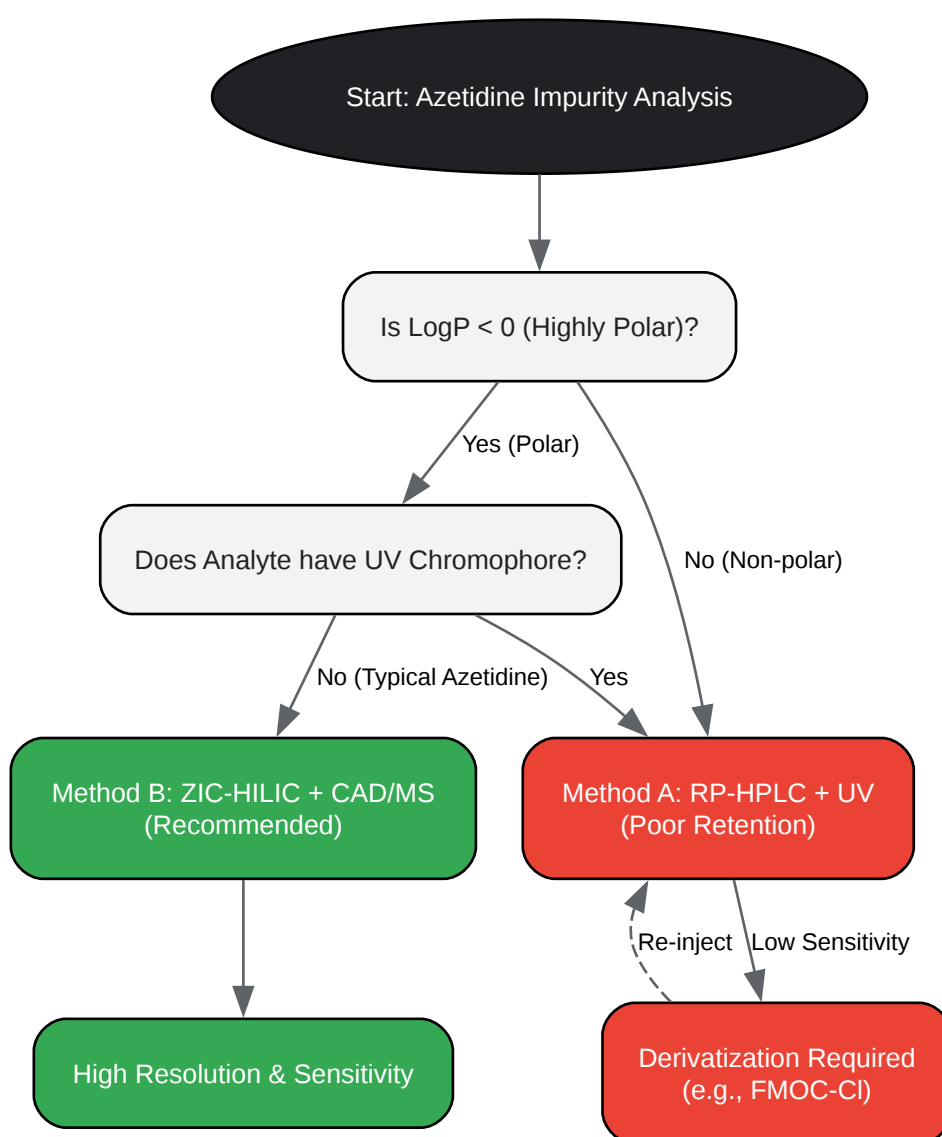 Start: Azetidine Impurity Analysis
Is LogP < 0 (Highly Polar)?
Yes (Polar)
Does Analyte have UV Chromophore?
No (Non-polar)
No (Typical Azetidine)
Yes
Method B: ZIC-HILIC + CAD/MS
(Recommended)
Method A: RP-HPLC + UV
(Poor Retention)
Re-inject
Low Sensitivity
High Resolution & Sensitivity
Derivatization Required
(e.g., FMOC-Cl)